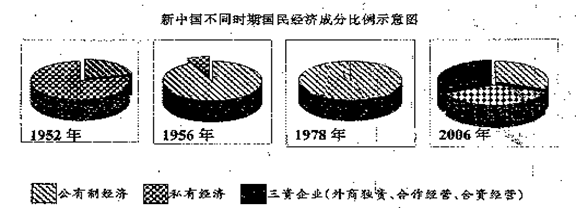 新中国不同时期国民经济成分比例示意图
1952年
1956年
1978年
2006年
公有制经济 私有经济 三资企业(外商独资、合作经营、合资经营)